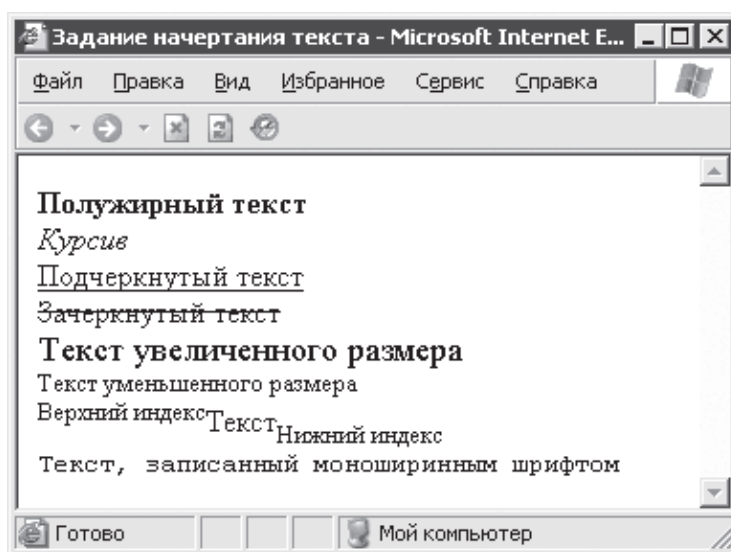 Задание начертания текста - Microsoft Internet E...
Файл Правка Вид Избранное Сервис Справка
Полужирный текст
Курсив
Подчеркнутый текст
Зачеркнутый текст
Текст увеличенного размера
Текст уменьшенного размера
Верхний индексТекстНижний индекс
Текст, записанный моноширинным шрифтом
Готово Мой компьютер